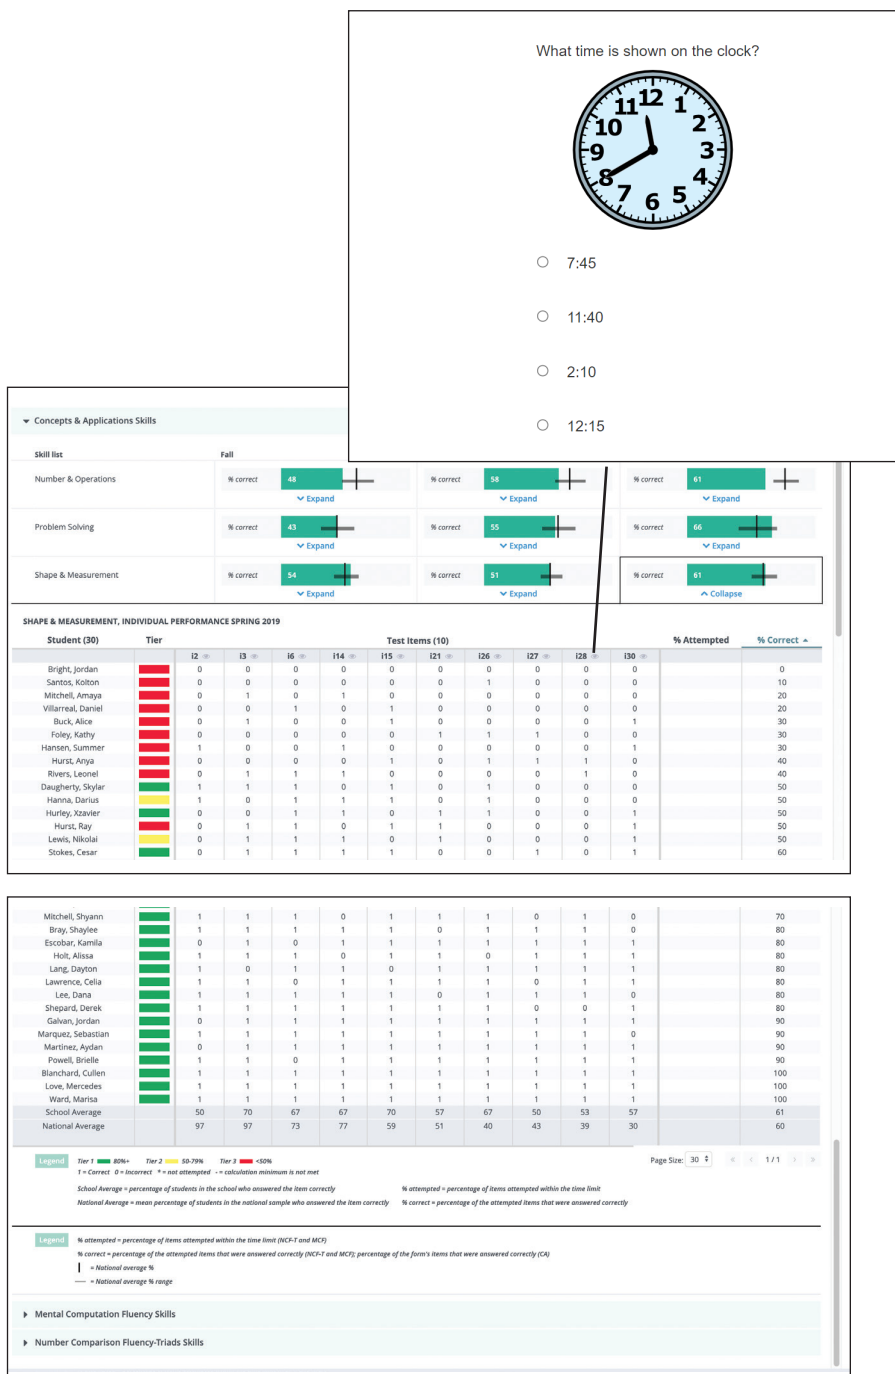 What time is shown on the clock?
11 12 1
10 2
9 3
8 4
7 6 5
7:45
11:40
2:10
12:15
Concepts & Applications Skills
Skill list Fall
Number & Operations % correct 48 % correct 58 % correct 61
Expand Expand Expand
Problem Solving % correct 43 % correct 55 % correct 66
Expand Expand Expand
Shape & Measurement % correct 54 % correct 51 % correct 61
Expand Expand Collapse
SHAPE & MEASUREMENT, INDIVIDUAL PERFORMANCE SPRING 2019
Student (30) Tier Test Items (10) % Attempted % Correct
i2 i3 i6 i14 i15 i21 i26 i27 i28 i30
Bright, Jordan 0 0 0 0 0 0 0 0 0 0 0
Santos, Kolton 0 0 0 0 0 0 1 0 0 0 10
Mitchell, Amaya 0 1 0 1 0 0 0 0 0 0 20
Villarreal, Daniel 0 0 1 0 1 0 0 0 0 0 20
Buck, Alice 0 1 0 0 1 0 0 0 0 1 30
Foley, Kathy 0 0 0 0 0 1 1 1 0 0 30
Hansen, Summer 1 0 0 1 0 0 0 0 0 1 30
Hurst, Anya 0 0 0 0 1 0 1 1 1 0 40
Rivers, Leonel 0 1 1 1 0 0 0 0 1 0 40
Daugherty, Skylar 1 1 1 0 1 0 1 0 0 0 50
Hanna, Darius 1 0 1 1 1 0 1 0 0 0 50
Hurley, Xzavier 0 0 1 1 0 1 1 0 0 1 50
Hurst, Ray 0 1 1 0 1 1 0 0 0 1 50
Lewis, Nikolai 0 1 1 1 0 1 0 0 0 1 50
Stokes, Cesar 0 1 1 1 1 0 0 1 0 1 60
Mitchell, Shyann 1 1 1 0 1 1 1 0 1 0 70
Bray, Shaylee 1 1 1 1 1 0 1 1 1 0 80
Escobar, Kamila 0 1 0 1 1 1 1 1 1 1 80
Holt, Alissa 1 1 1 0 1 1 0 1 1 1 80
Lang, Dayton 1 0 1 1 0 1 1 1 1 1 80
Lawrence, Celia 1 1 0 1 1 1 1 0 1 1 80
Lee, Dana 1 1 1 1 1 0 1 1 1 0 80
Shepard, Derek 1 1 1 1 1 1 1 0 0 1 80
Galvan, Jordan 0 1 1 1 1 1 1 1 1 1 90
Marquez, Sebastian 1 1 1 1 1 1 1 1 1 0 90
Martinez, Aydan 0 1 1 1 1 1 1 1 1 1 90
Powell, Brielle 1 1 0 1 1 1 1 1 1 1 90
Blanchard, Cullen 1 1 1 1 1 1 1 1 1 1 100
Love, Mercedes 1 1 1 1 1 1 1 1 1 1 100
Ward, Marisa 1 1 1 1 1 1 1 1 1 1 100
School Average 50 70 67 67 70 57 67 50 53 57 61
National Average 97 97 73 77 59 51 40 43 39 30 60
Legend Tier 1 80%+ Tier 2 50-79% Tier 3 <50% Page Size: 30 « ‹ 1 / 1 › »
1 = Correct 0 = Incorrect * = not attempted - = calculation minimum is not met
School Average = percentage of students in the school who answered the item correctly % attempted = percentage of items attempted within the time limit
National Average = mean percentage of students in the national sample who answered the item correctly % correct = percentage of the attempted items that were answered correctly
Legend % attempted = percentage of items attempted within the time limit (NCF-T and MCF)
% correct = percentage of the attempted items that were answered correctly (NCF-T and MCF); percentage of the form's items that were answered correctly (CA)
= National average %
= National average % range
Mental Computation Fluency Skills
Number Comparison Fluency-Triads Skills